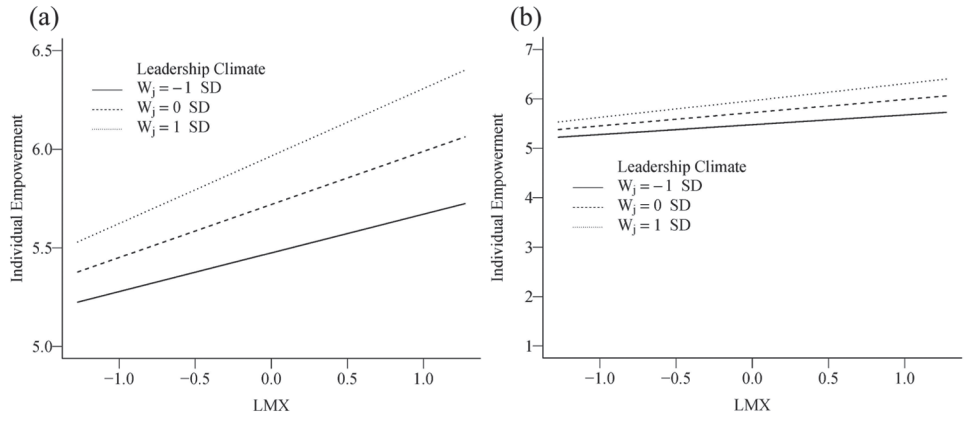 (a)
6.5
6.0
5.5
5.0
Individual Empowerment
Leadership Climate
Wj = −1 SD
Wj = 0 SD
Wj = 1 SD
−1.0 −0.5 0.0 0.5 1.0
LMX
(b)
7
6
5
4
3
2
1
Individual Empowerment
Leadership Climate
Wj = −1 SD
Wj = 0 SD
Wj = 1 SD
−1.0 −0.5 0.0 0.5 1.0
LMX